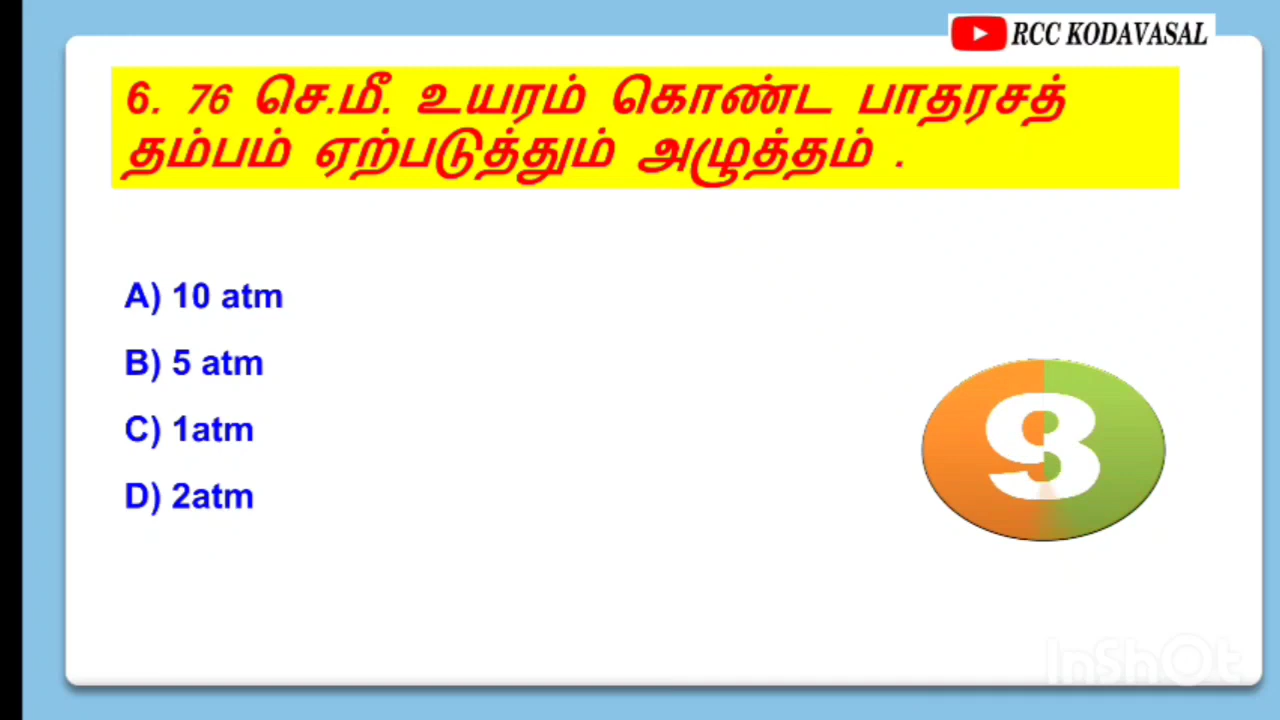 RCC KODAVASAL
6. 76 செ.மீ. உயரம் கொண்ட பாதரசத்
தம்பம் ஏற்படுத்தும் அழுத்தம் .
A) 10 atm
B) 5 atm
C) 1atm
D) 2atm
InShOt